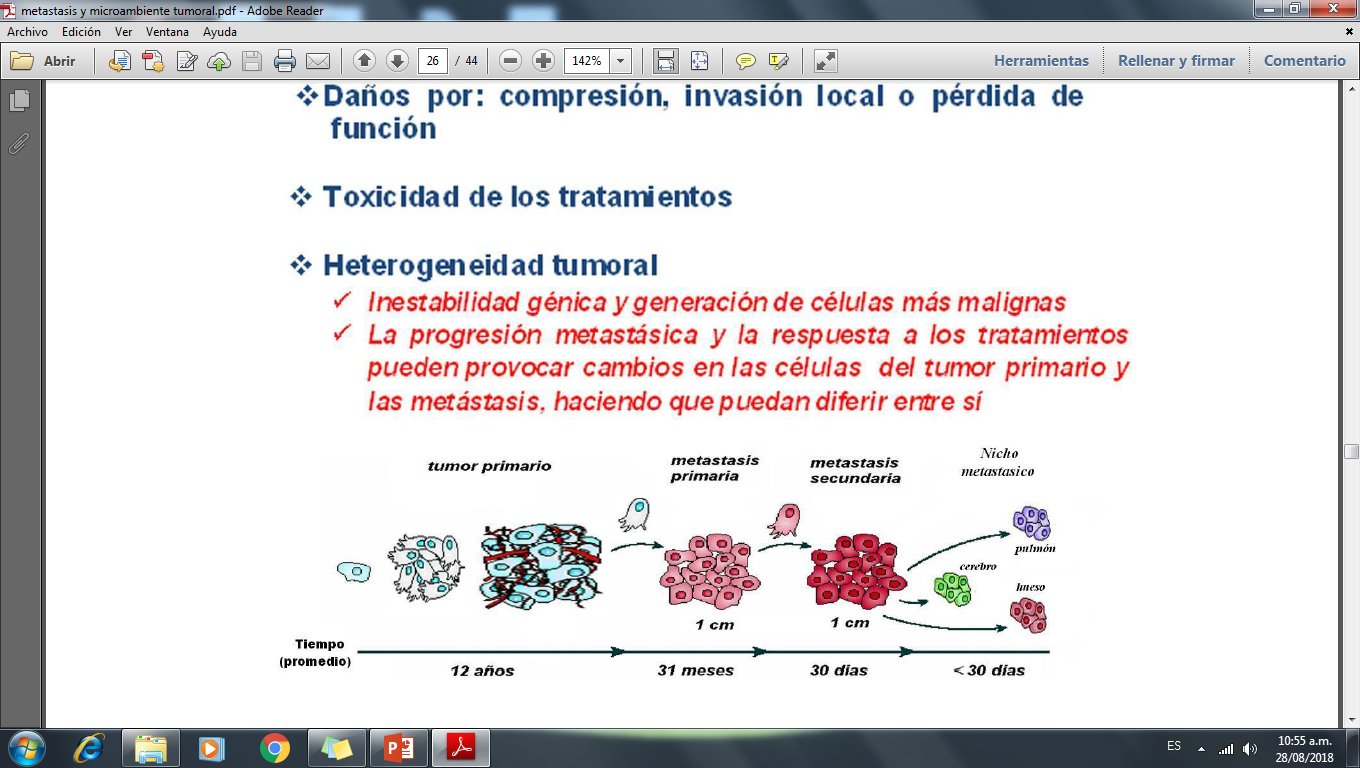 metastasis y microambiente tumoral.pdf - Adobe Reader
Archivo Edición Ver Ventana Ayuda
Abrir 26 / 44 142% Herramientas Rellenar y firmar Comentario
❖Daños por: compresión, invasión local o pérdida de
función
❖ Toxicidad de los tratamientos
❖ Heterogeneidad tumoral
✓ Inestabilidad génica y generación de células más malignas
✓ La progresión metastásica y la respuesta a los tratamientos
pueden provocar cambios en las células del tumor primario y
las metástasis, haciendo que puedan diferir entre sí
tumor primario
metastasis
primaria
metastasis
secundaria
Nicho
metastasico
pulmón
cerebro
hueso
1 cm
1 cm
Tiempo
(promedio)
12 años
31 meses
30 días
< 30 días
ES
10:55 a.m.
28/08/2018